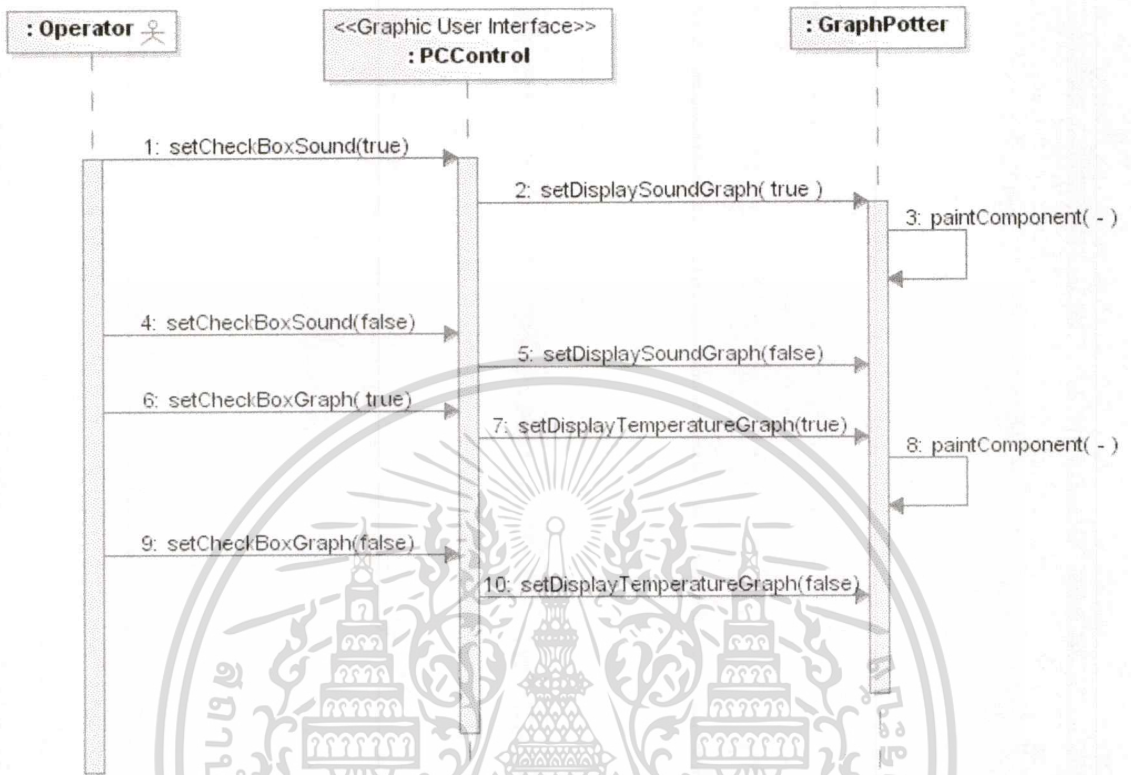 : Operator
<<Graphic User Interface>>
: PCControl
: GraphPotter
1: setCheckBoxSound(true)
2: setDisplaySoundGraph( true )
3: paintComponent( - )
4: setCheckBoxSound(false)
5: setDisplaySoundGraph(false)
6: setCheckBoxGraph( true)
7: setDisplayTemperatureGraph(true)
8: paintComponent( - )
9: setCheckBoxGraph(false)
10: setDisplayTemperatureGraph(false)